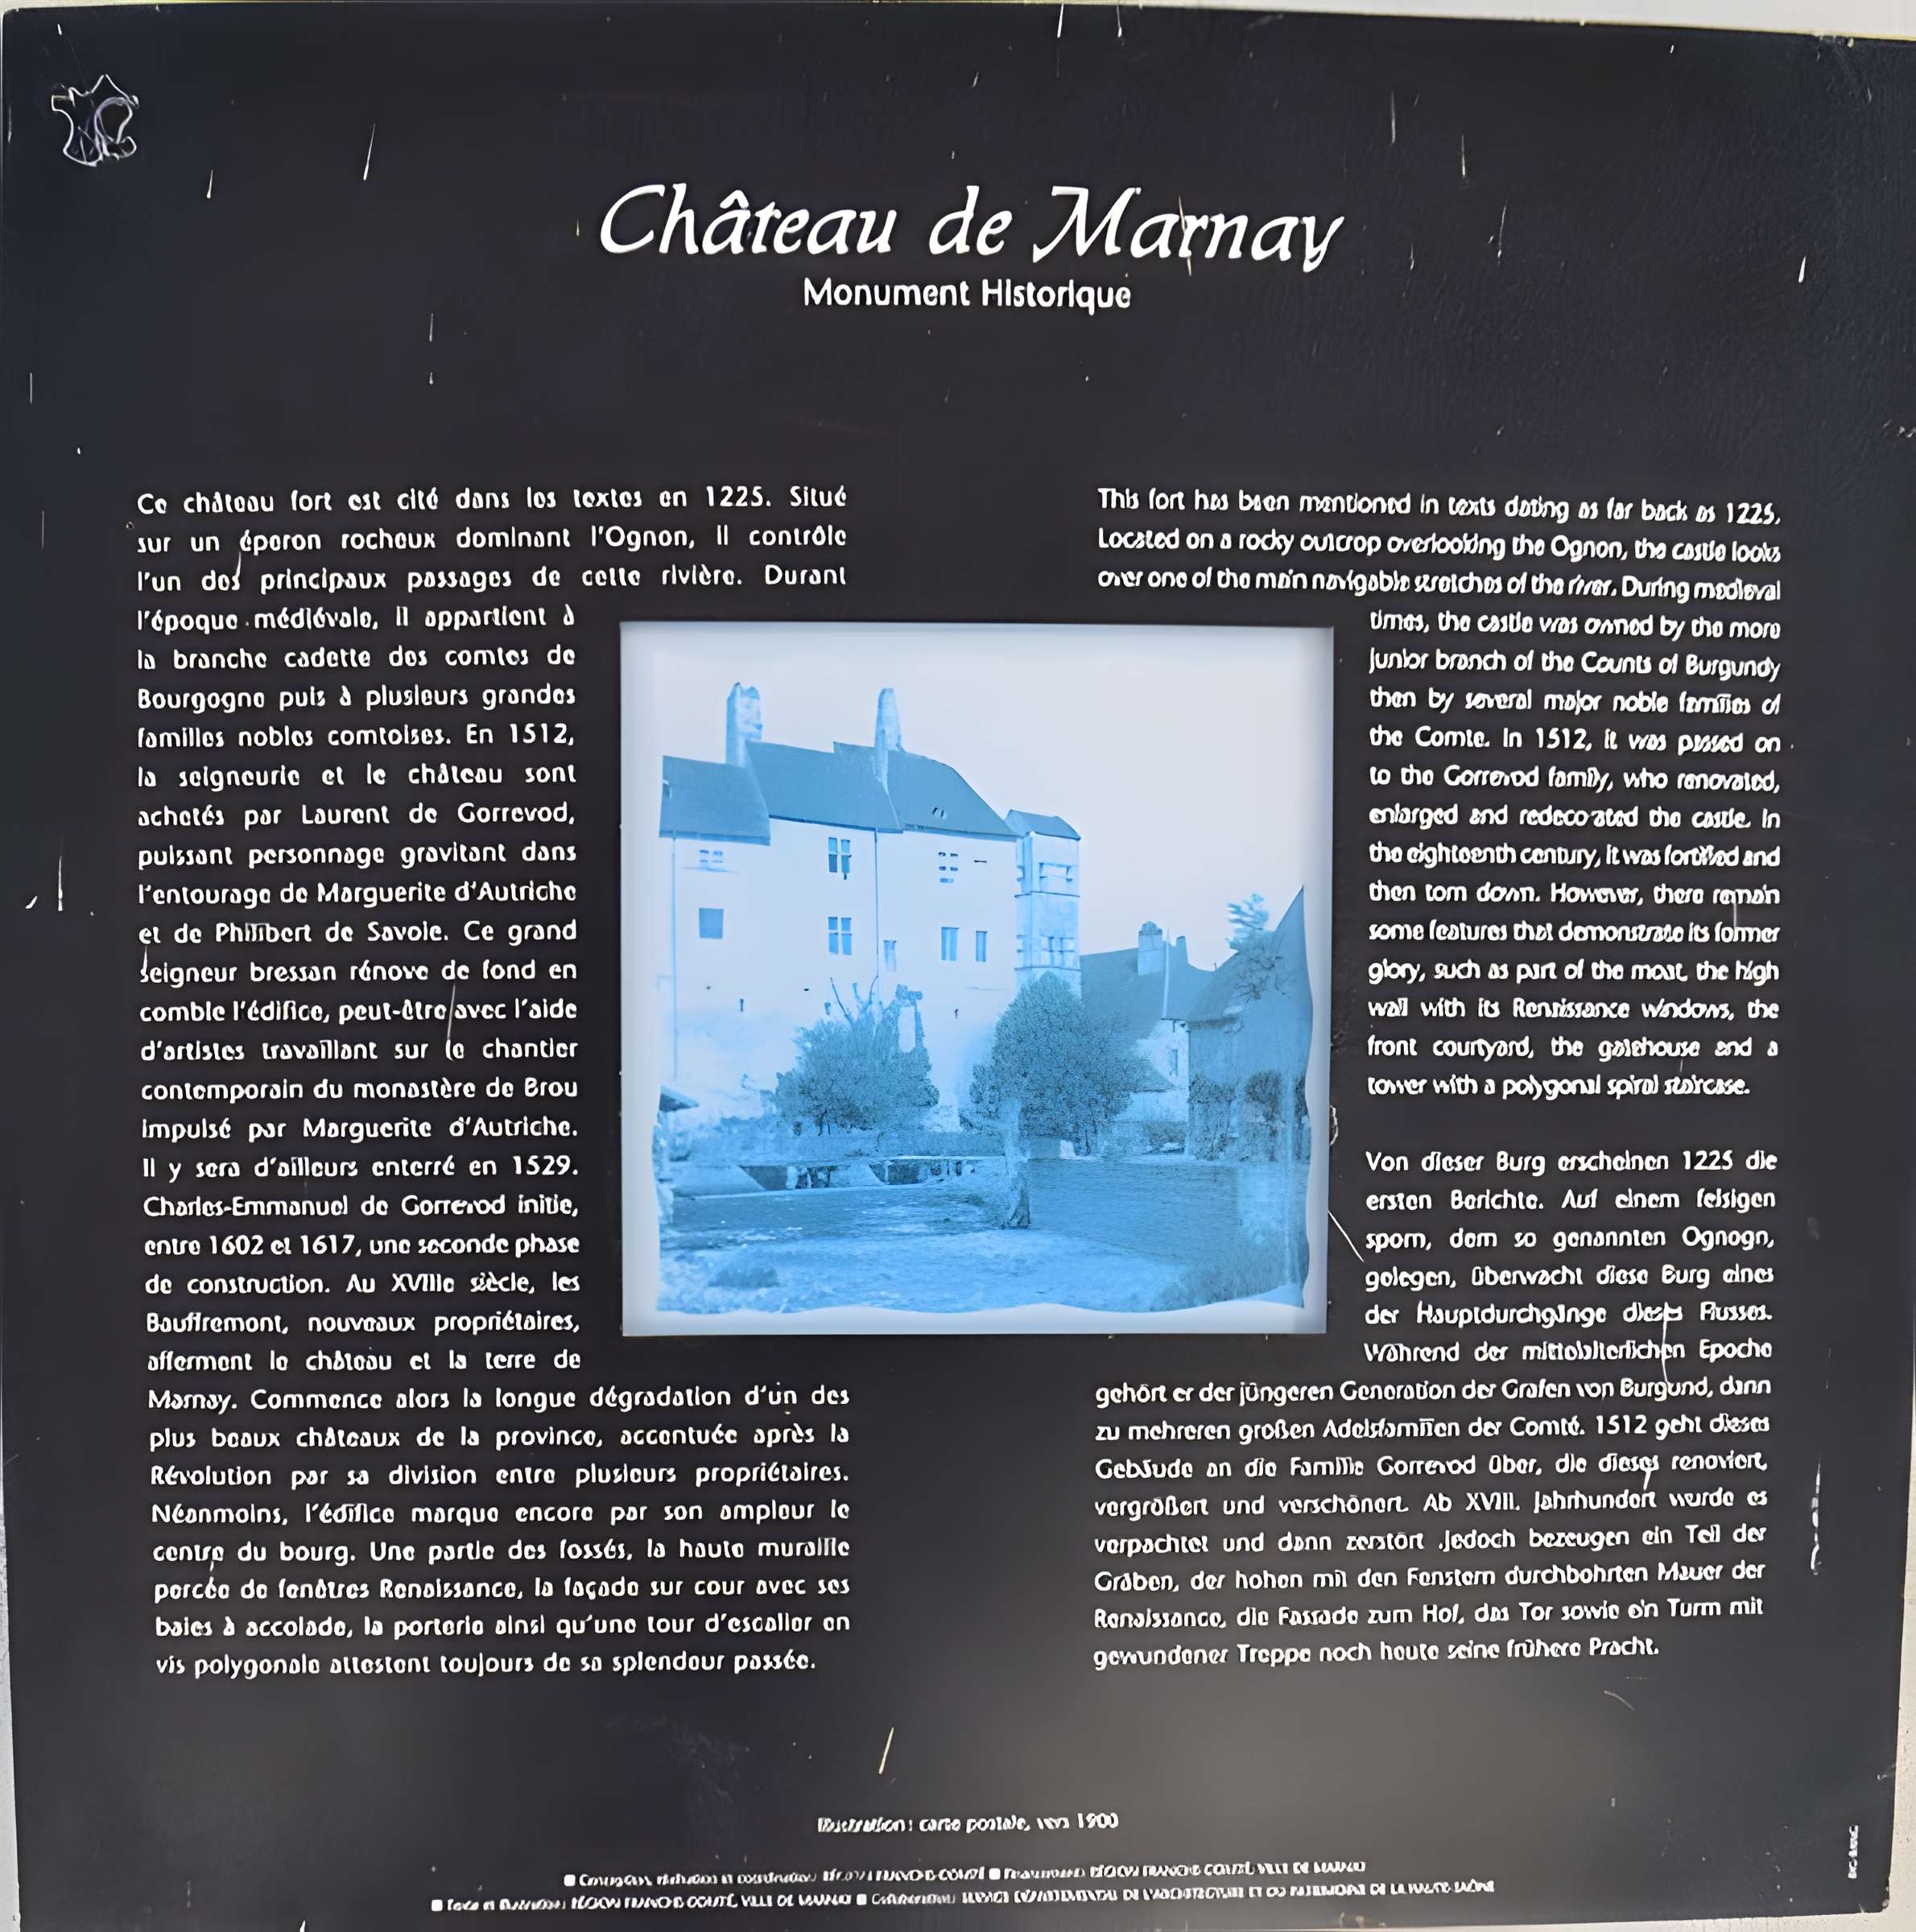 Château de Marnay
Monument Historique
Ce château fort est cité dans les textes en 1225. Situé
sur un éperon rocheux dominant l'Ognon, il contrôle
l'un des principaux passages de cette rivière. Durant
l'époque médiévale, il appartient à
la branche cadette des comtes de
Bourgogne puis à plusieurs grandes
familles nobles comtoises. En 1512,
la seigneurie et le château sont
achetés par Laurent de Gorrevod,
puissant personnage gravitant dans
l'entourage de Marguerite d'Autriche
et de Philibert de Savoie. Ce grand
seigneur bressan rénove de fond en
comble l'édifice, peut-être avec l'aide
d'artistes travaillant sur le chantier
contemporain du monastère de Brou
impulsé par Marguerite d'Autriche.
Il y sera d'ailleurs enterré en 1529.
Charles-Emmanuel de Gorrevod initie,
entre 1602 et 1617, une seconde phase
de construction. Au XVIIIe siècle, les
Bauffremont, nouveaux propriétaires,
afferment le château et la terre de
Marnay. Commence alors la longue dégradation d'un des
plus beaux châteaux de la province, accentuée après la
Révolution par sa division entre plusieurs propriétaires.
Néanmoins, l'édifice marque encore par son ampleur le
centre du bourg. Une partie des fossés, la haute muraille
percée de fenêtres Renaissance, la façade sur cour avec ses
baies à accolade, la porterie ainsi qu'une tour d'escalier en
vis polygonale attestent toujours de sa splendeur passée.
This fort has been mentioned in texts dating as far back as 1225.
Located on a rocky outcrop overlooking the Ognon, the castle looks
over one of the main navigable stretches of the river. During medieval
times, the castle was owned by the more
junior branch of the Counts of Burgundy
then by several major noble families of
the Comte. In 1512, it was passed on
to the Gorrevod family, who renovated,
enlarged and redecorated the castle. In
the eighteenth century, it was fortified and
then torn down. However, there remain
some features that demonstrate its former
glory, such as part of the moat, the high
wall with its Renaissance windows, the
front courtyard, the gatehouse and a
tower with a polygonal spiral staircase.
Von dieser Burg erscheinen 1225 die
ersten Berichte. Auf einem felsigen
sporn, dem so genannten Ognogn,
gelegen, überwacht diese Burg eines
der Hauptdurchgänge dieses Flusses.
Während der mittelalterlichen Epoche
gehört er der jüngeren Generation der Grafen von Burgund, dann
zu mehreren großen Adelsfamilien der Comté. 1512 geht dieses
Gebäude an die Familie Gorrevod über, die dieses renoviert,
vergrößert und verschönert. Ab XVIII. Jahrhundert wurde es
verpachtet und dann zerstört .Jedoch bezeugen ein Teil der
Gräben, der hohen mit den Fenstern durchbohrten Mauer der
Renaissance, die Fassade zum Hof, das Tor sowie ein Turm mit
gewundener Treppe noch heute seine frühere Pracht.
Illustration : carte postale, vers 1900
RÉGION FRANCHE-COMTÉ RÉGION FRANCHE-COMTÉ, VILLE DE MARNAY
RÉGION FRANCHE-COMTÉ, VILLE DE MARNAY